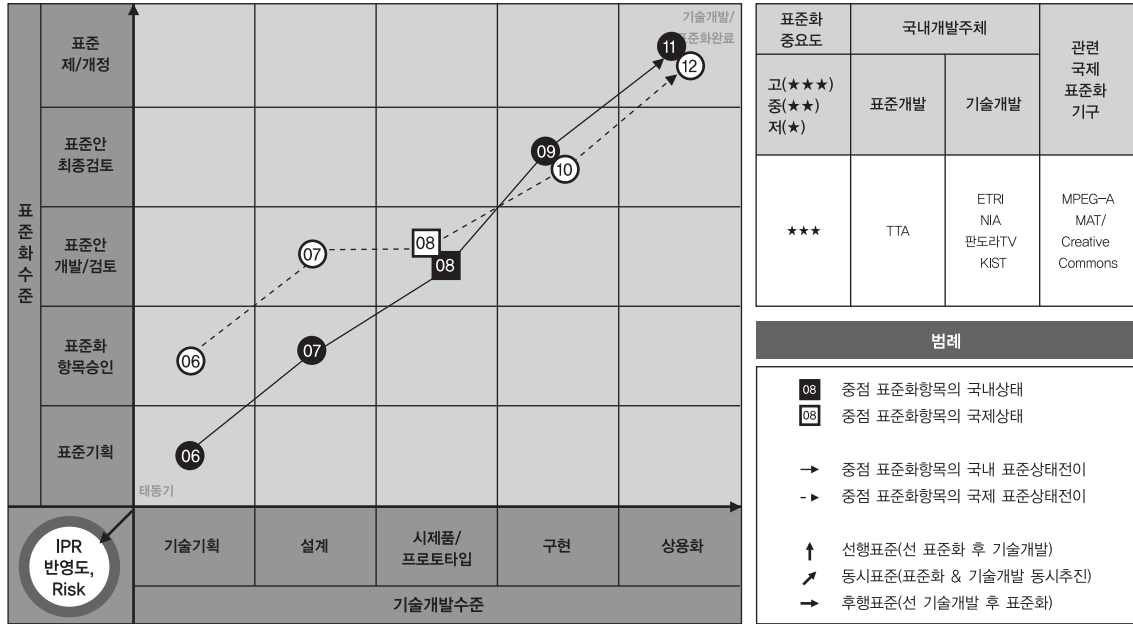 기술개발/
표준화완료
표준
제/개정
표준안
최종검토
표준안
개발/검토
표준화
항목승인
표준기획
표준화수준
11
12
09
10
07
08
08
06
07
06
태동기
IPR
반영도,
Risk
기술기획
설계
시제품/
프로토타입
구현
상용화
기술개발수준
표준화
중요도
국내개발주체
관련
국제
표준화
기구
고(★★★)
중(★★)
저(★)
표준개발
기술개발
★★★
TTA
ETRI
NIA
판도라TV
KIST
MPEG-A
MAT/
Creative
Commons
범례
08 중점 표준화항목의 국내상태
08 중점 표준화항목의 국제상태
중점 표준화항목의 국내 표준상태전이
중점 표준화항목의 국제 표준상태전이
선행표준(선 표준화 후 기술개발)
동시표준(표준화 & 기술개발 동시추진)
후행표준(선 기술개발 후 표준화)